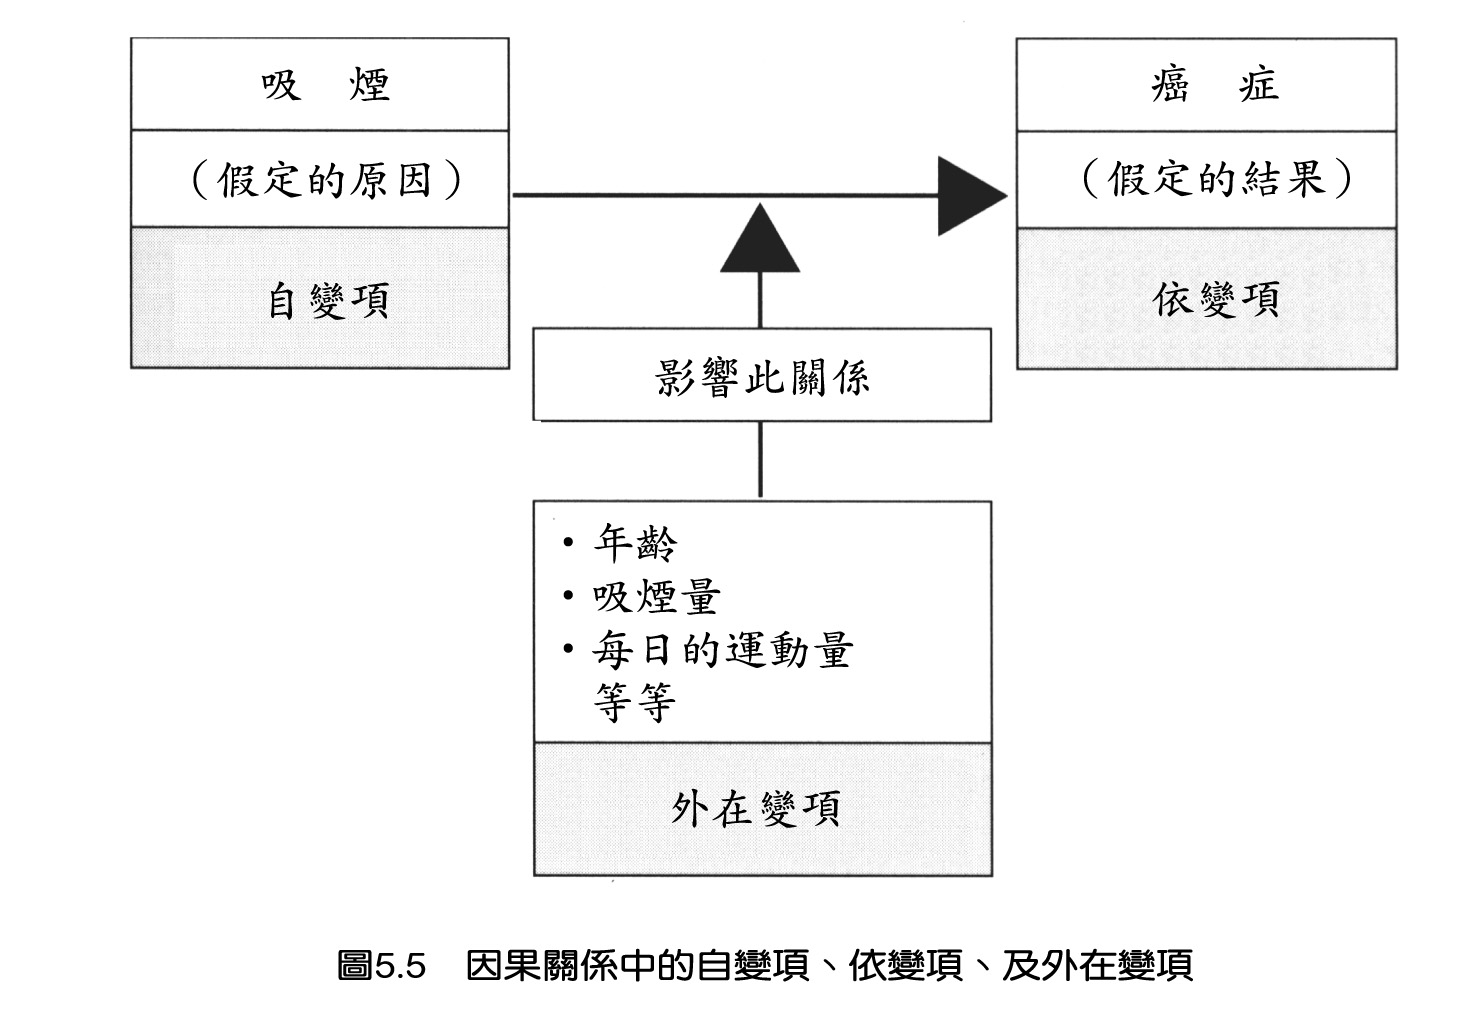 吸　煙
（假定的原因）
自變項
癌　症
（假定的結果）
依變項
影響此關係
・年齡
・吸煙量
・每日的運動量
等等
外在變項
圖5.5　因果關係中的自變項、依變項、及外在變項